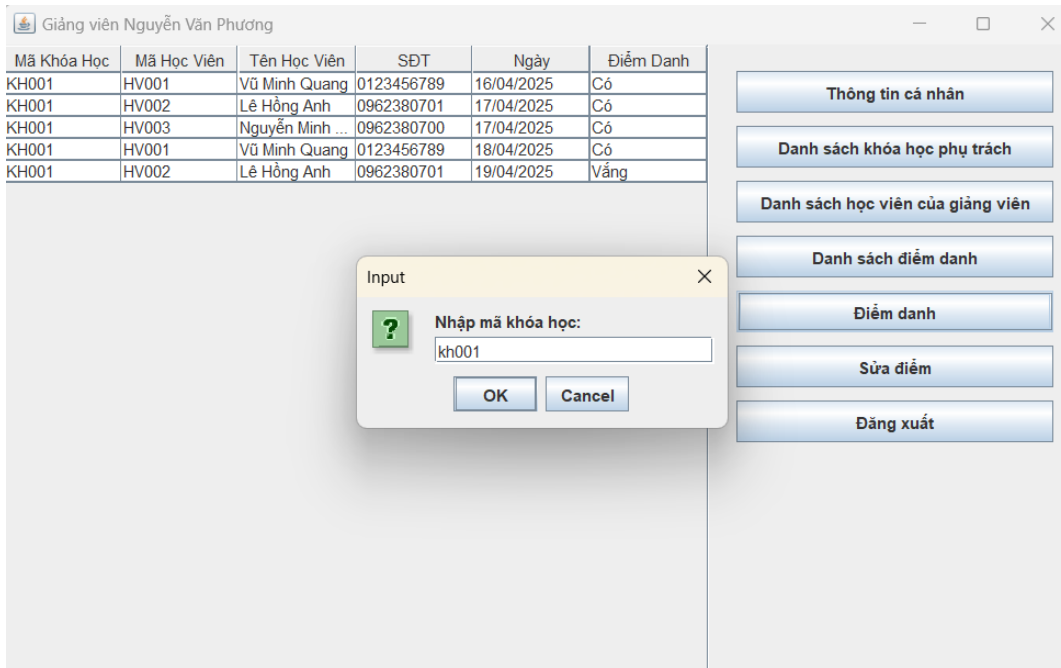 Giảng viên Nguyễn Văn Phương
Mã Khóa Học Mã Học Viên Tên Học Viên SĐT Ngày Điểm Danh
KH001 HV001 Vũ Minh Quang 0123456789 16/04/2025 Có
KH001 HV002 Lê Hồng Anh 0962380701 17/04/2025 Có
KH001 HV003 Nguyễn Minh ... 0962380700 17/04/2025 Có
KH001 HV001 Vũ Minh Quang 0123456789 18/04/2025 Có
KH001 HV002 Lê Hồng Anh 0962380701 19/04/2025 Vắng
Input
?
Nhập mã khóa học:
kh001
OK Cancel
Thông tin cá nhân
Danh sách khóa học phụ trách
Danh sách học viên của giảng viên
Danh sách điểm danh
Điểm danh
Sửa điểm
Đăng xuất